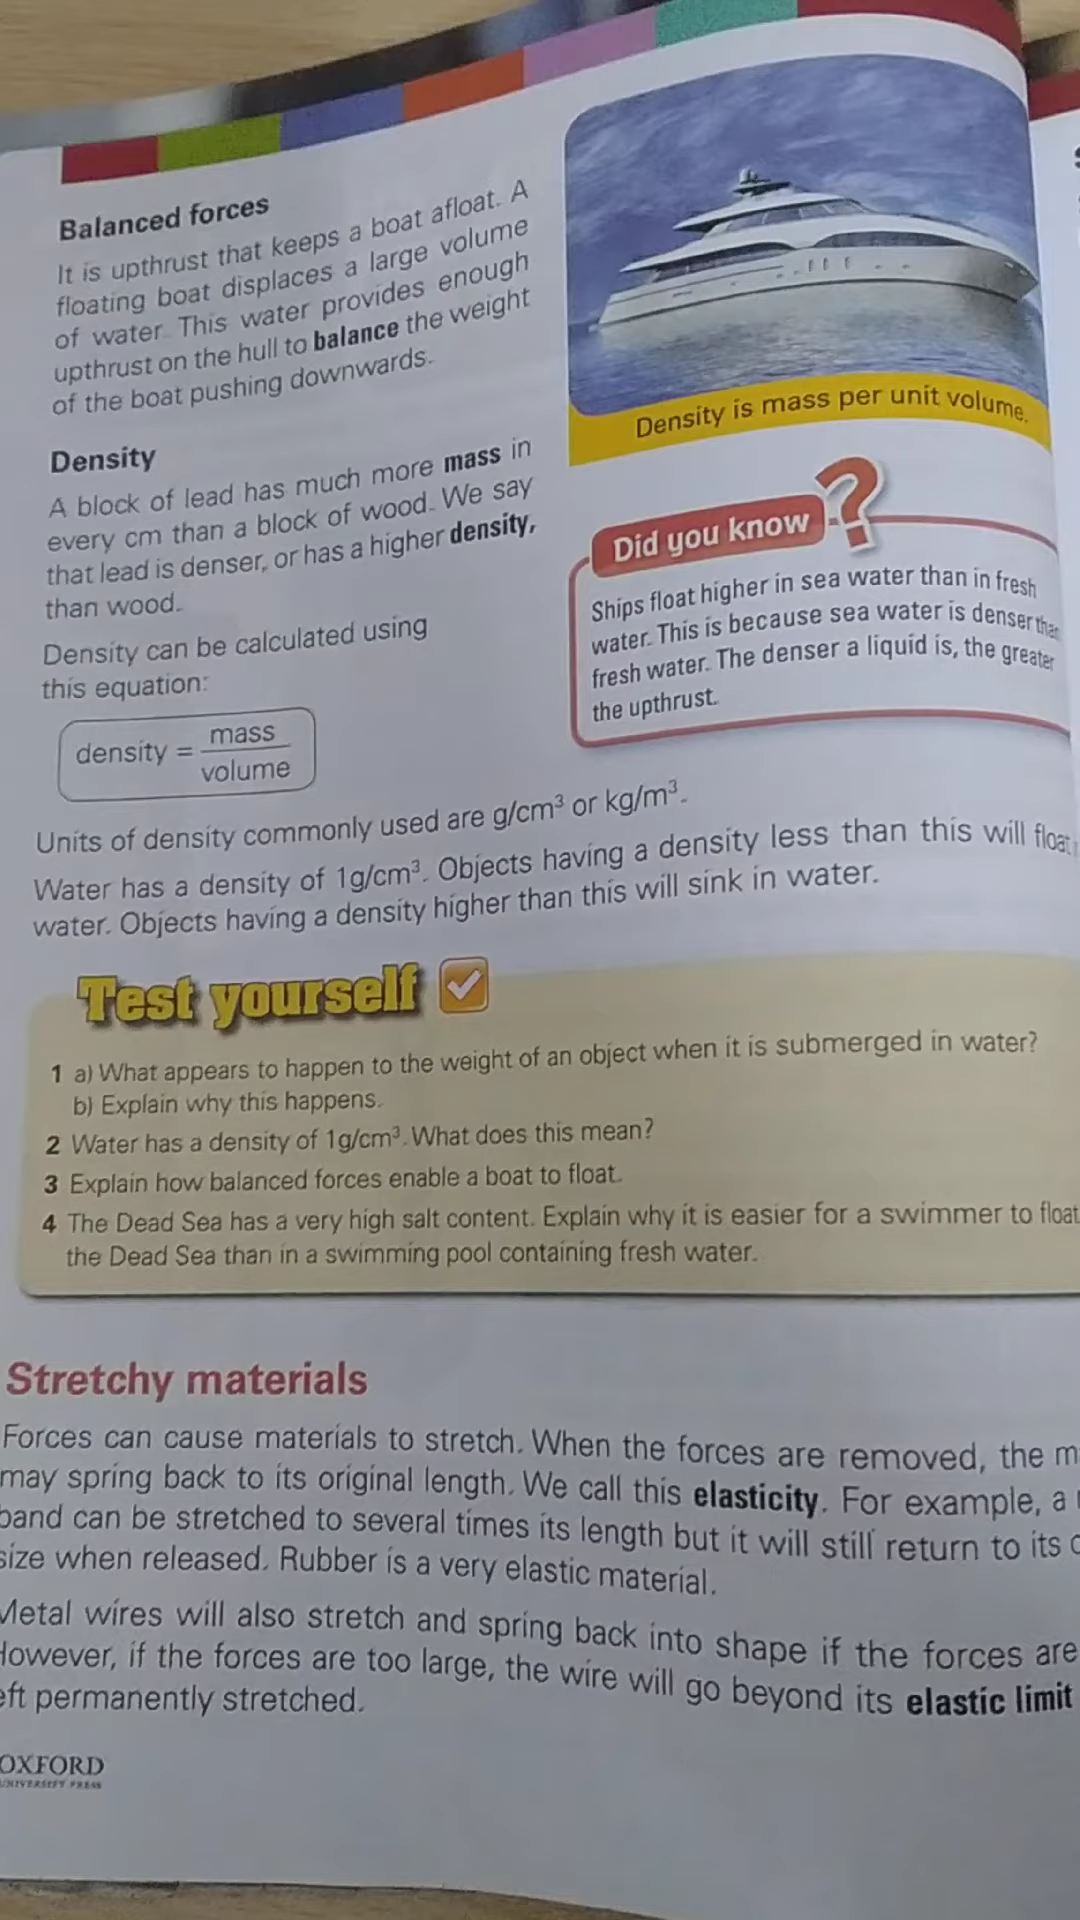 Balanced forces
It is upthrust that keeps a boat afloat. A
floating boat displaces a large volume
of water. This water provides enough
upthrust on the hull to balance the weight
of the boat pushing downwards.
Density
A block of lead has much more mass in
every cm than a block of wood. We say
that lead is denser, or has a higher density,
than wood.
Density can be calculated using
this equation:
density = mass
volume
Density is mass per unit volume.
Did you know ?
Ships float higher in sea water than in fresh
water. This is because sea water is denser than
fresh water. The denser a liquid is, the greater
the upthrust.
Units of density commonly used are g/cm³ or kg/m³.
Water has a density of 1g/cm³. Objects having a density less than this will float
water. Objects having a density higher than this will sink in water.
Test yourself
1 a) What appears to happen to the weight of an object when it is submerged in water?
b) Explain why this happens.
2 Water has a density of 1g/cm³. What does this mean?
3 Explain how balanced forces enable a boat to float.
4 The Dead Sea has a very high salt content. Explain why it is easier for a swimmer to float
the Dead Sea than in a swimming pool containing fresh water.
Stretchy materials
Forces can cause materials to stretch. When the forces are removed, the
may spring back to its original length. We call this elasticity. For example, a
band can be stretched to several times its length but it will still return to its
size when released. Rubber is a very elastic material.
Metal wires will also stretch and spring back into shape if the forces are
However, if the forces are too large, the wire will go beyond its elastic limit
permanently stretched.
OXFORD
UNIVERSITY PRESS